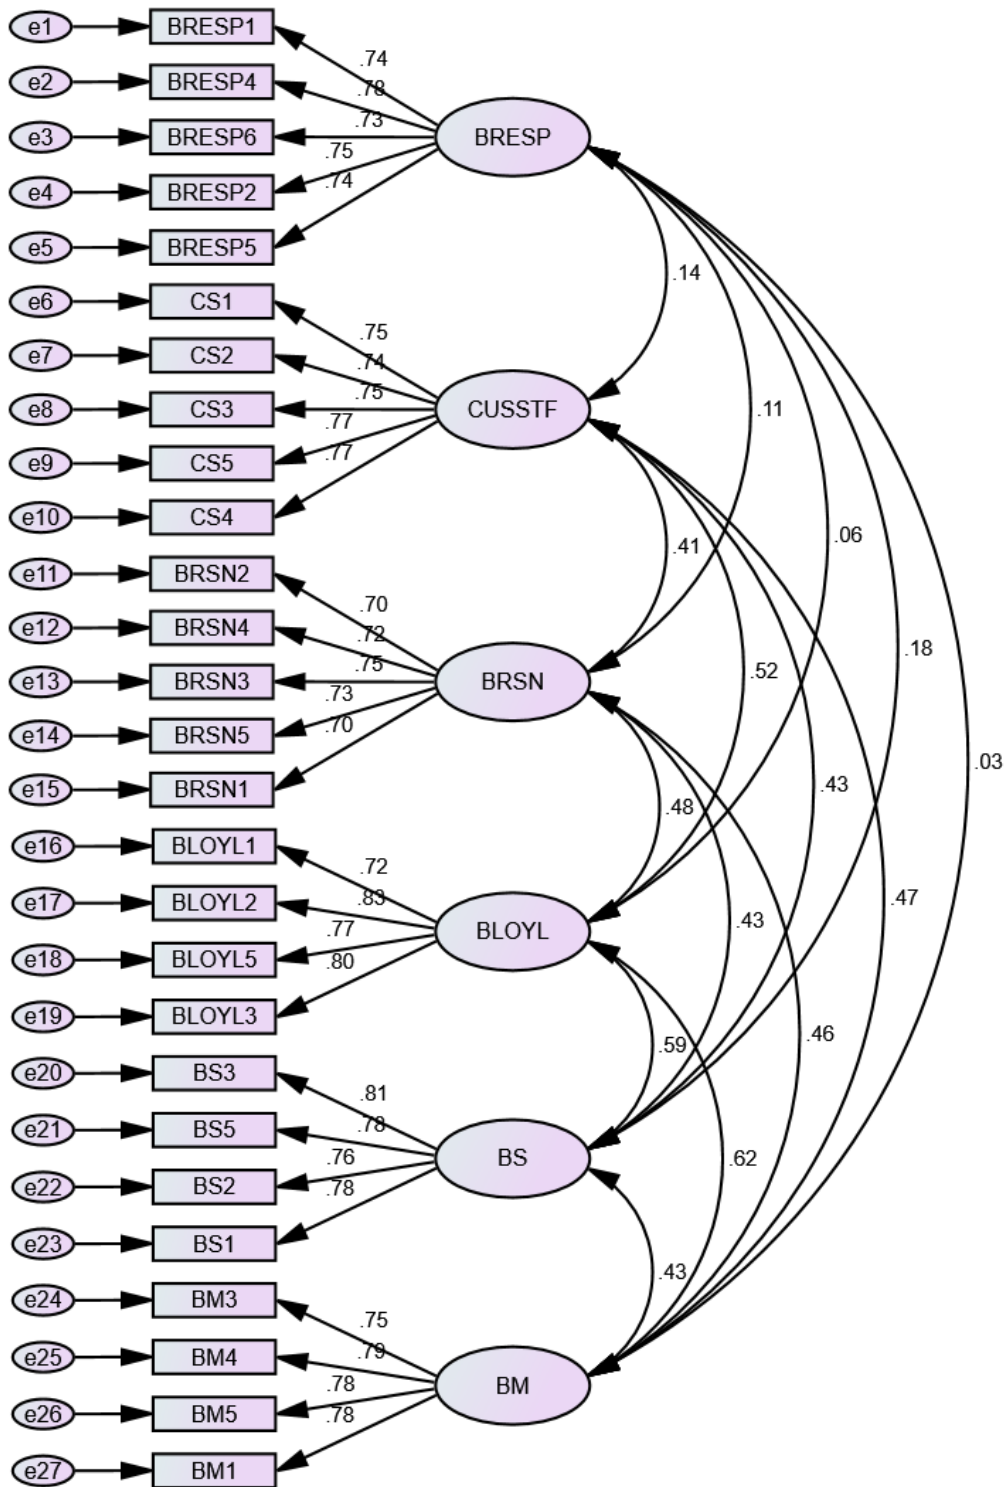 e1 BRESP1
.74
e2 BRESP4
.78
.73
e3 BRESP6 BRESP
.75
e4 BRESP2
.74
e5 BRESP5
.14
e6 CS1
.75
e7 CS2
.74
.75
e8 CS3 CUSSTF .11
.77
e9 CS5
.77
e10 CS4
.06
.41
e11 BRSN2
.70
e12 BRSN4
.72
.18
.75
e13 BRSN3 BRSN .52
.73
e14 BRSN5
.70
.03
e15 BRSN1
.43
.48
e16 BLOYL1
.72
e17 BLOYL2
.83
.47
.77 BLOYL .43
e18 BLOYL5
.80
e19 BLOYL3
.46
.59
e20 BS3
.81
e21 BS5
.78
.76 BS .62
e22 BS2
.78
e23 BS1
.43
e24 BM3
.75
e25 BM4
.79
.78 BM
e26 BM5
.78
e27 BM1